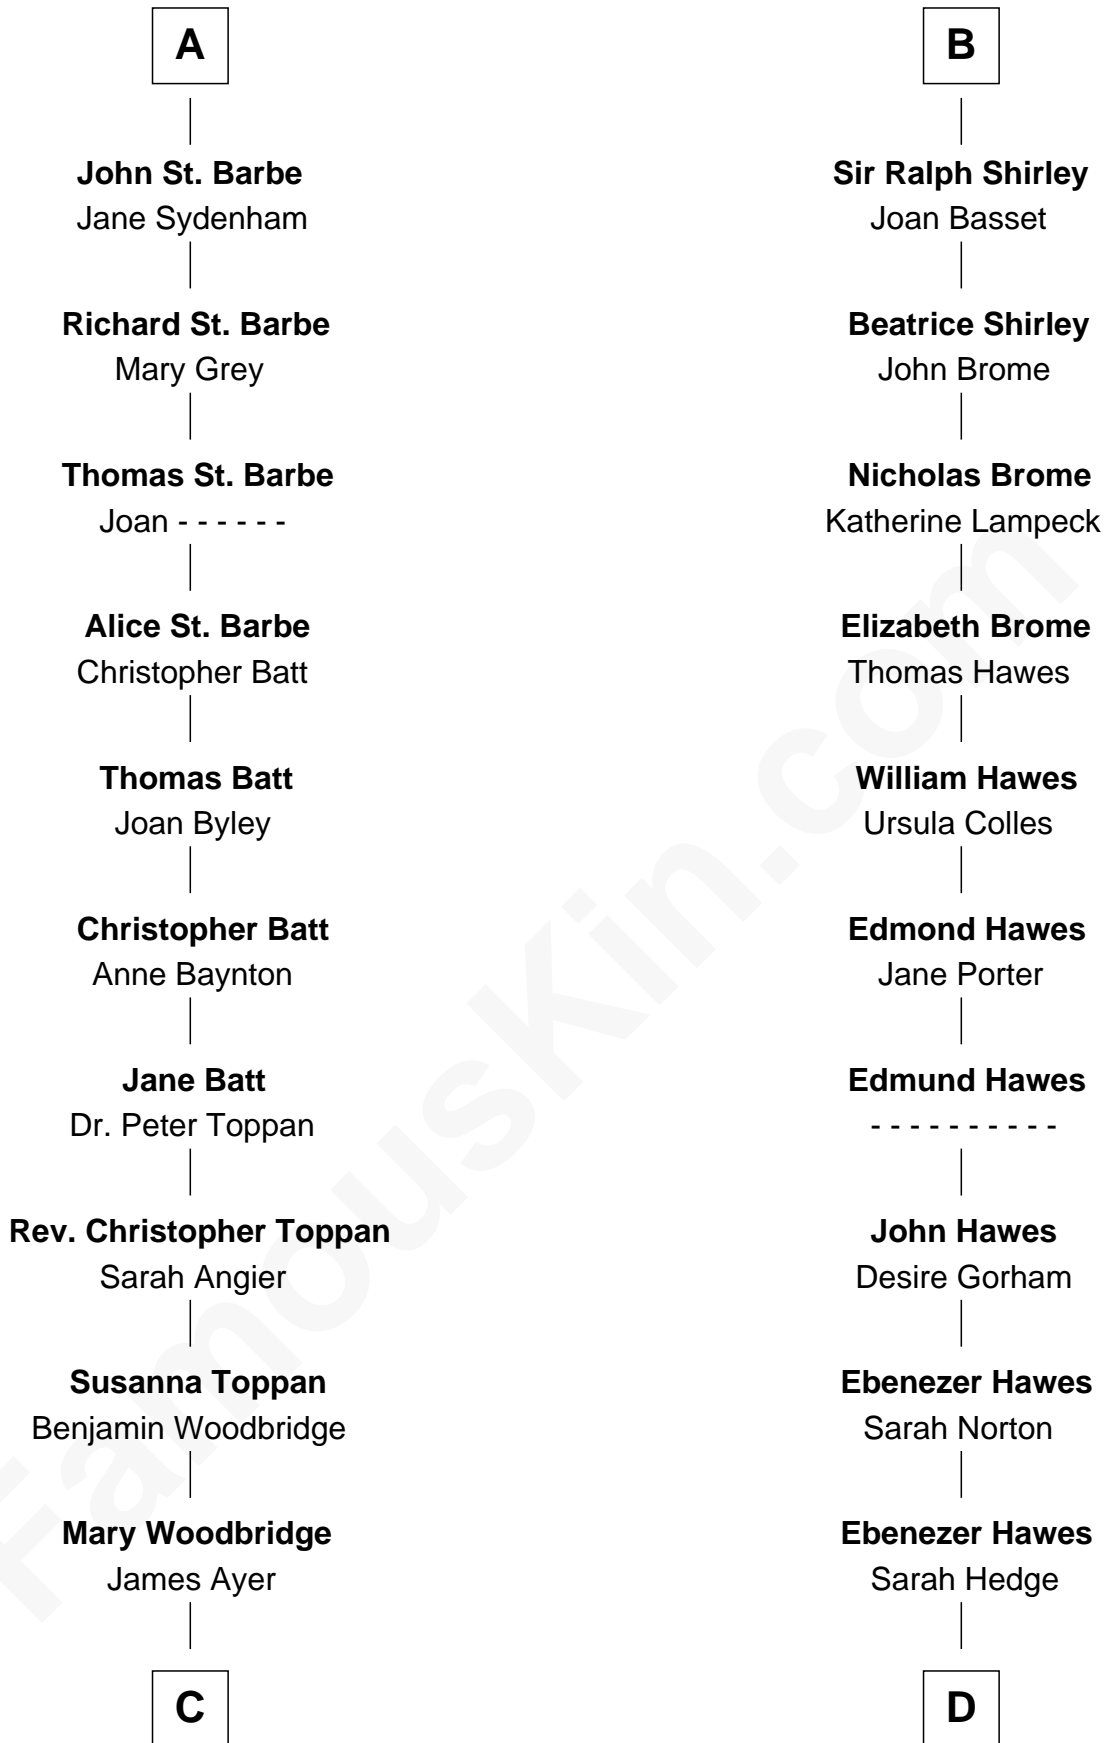 A
John St. Barbe
Jane Sydenham
Richard St. Barbe
Mary Grey
Thomas St. Barbe
Joan - - - - - -
Alice St. Barbe
Christopher Batt
Thomas Batt
Joan Byley
Christopher Batt
Anne Baynton
Jane Batt
Dr. Peter Toppan
Rev. Christopher Toppan
Sarah Angier
Susanna Toppan
Benjamin Woodbridge
Mary Woodbridge
James Ayer
C
B
Sir Ralph Shirley
Joan Basset
Beatrice Shirley
John Brome
Nicholas Brome
Katherine Lampeck
Elizabeth Brome
Thomas Hawes
William Hawes
Ursula Colles
Edmond Hawes
Jane Porter
Edmund Hawes
- - - - - - - - - -
John Hawes
Desire Gorham
Ebenezer Hawes
Sarah Norton
Ebenezer Hawes
Sarah Hedge
D
FamousKin.com